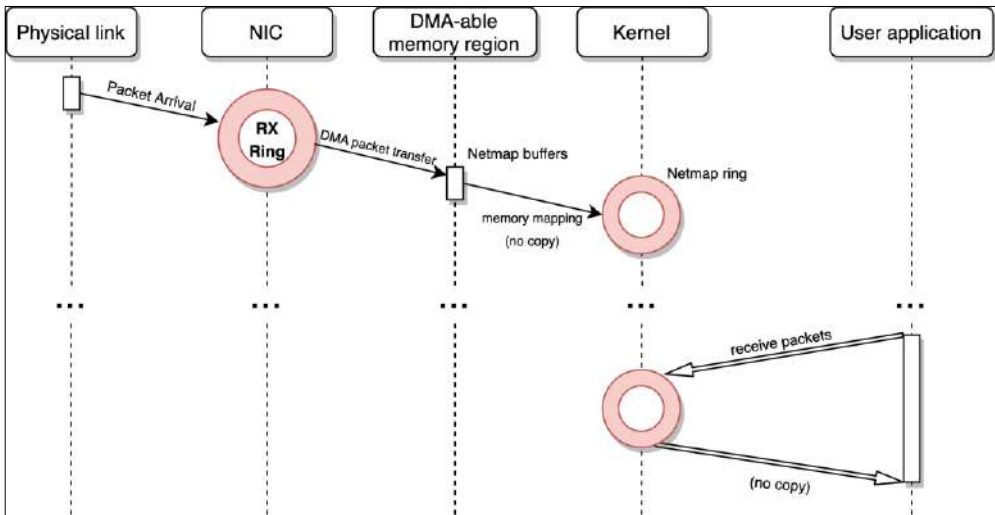 Physical link
NIC
DMA-able
memory region
Kernel
User application
Packet Arrival
RX
Ring
DMA packet transfer
Netmap buffers
Netmap ring
memory mapping
(no copy)
...
...
...
...
...
receive packets
(no copy)